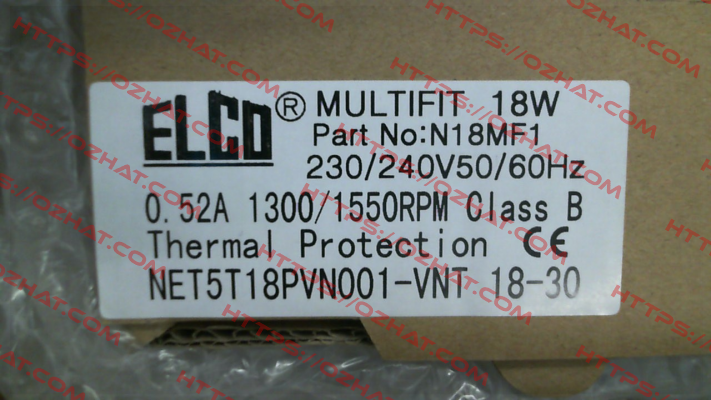 ELCO® MULTIFIT 18W
Part No:N18MF1
230/240V50/60Hz
0.52A 1300/1550RPM Class B
Thermal Protection CE
NET5T18PVN001-VNT 18-30
HTTPS://OZHAT.COM